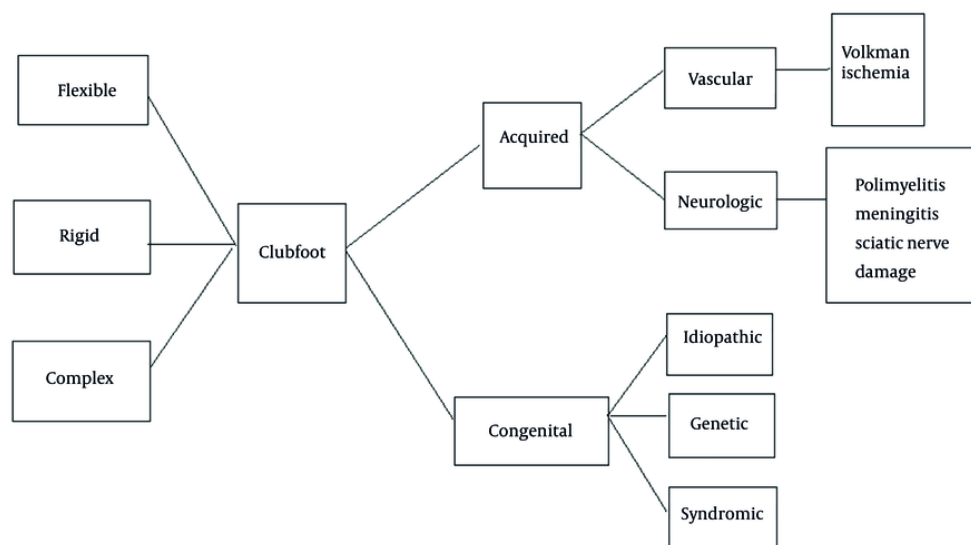 Flexible
Rigid
Complex
Clubfoot
Acquired
Congenital
Vascular
Neurologic
Idiopathic
Genetic
Syndromic
Volkman
ischemia
Polimyelitis
meningitis
sciatic nerve
damage